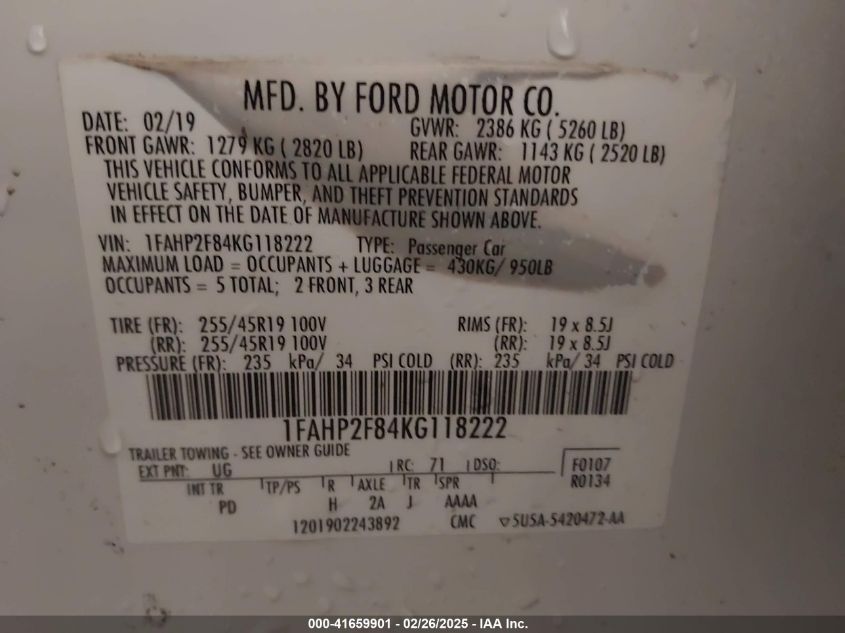 MFD. BY FORD MOTOR CO.
DATE: 02/19 GVWR: 2386 KG ( 5260 LB)
FRONT GAWR: 1279 KG ( 2820 LB) REAR GAWR: 1143 KG ( 2520 LB)
THIS VEHICLE CONFORMS TO ALL APPLICABLE FEDERAL MOTOR
VEHICLE SAFETY, BUMPER, AND THEFT PREVENTION STANDARDS
IN EFFECT ON THE DATE OF MANUFACTURE SHOWN ABOVE.
VIN: 1FAHP2F84KG118222 TYPE: Passenger Car
MAXIMUM LOAD = OCCUPANTS + LUGGAGE = 430KG/ 950LB
OCCUPANTS = 5 TOTAL; 2 FRONT, 3 REAR
TIRE (FR): 255/45R19 100V RIMS (FR): 19 x 8.5J
(RR): 255/45R19 100V (RR): 19 x 8.5J
PRESSURE (FR): 235 kPa/ 34 PSI COLD (RR): 235 kPa/ 34 PSI COLD
1FAHP2F84KG118222
TRAILER TOWING - SEE OWNER GUIDE
EXT PNT: UG RC: 71 DSO: F0107
R0134
INT TR TP/PS R AXLE TR SPR
PD H 2A J AAAA
1201902243892 CMC ▽5USA-5420472-AA
000-41659901 - 02/26/2025 - IAA Inc.